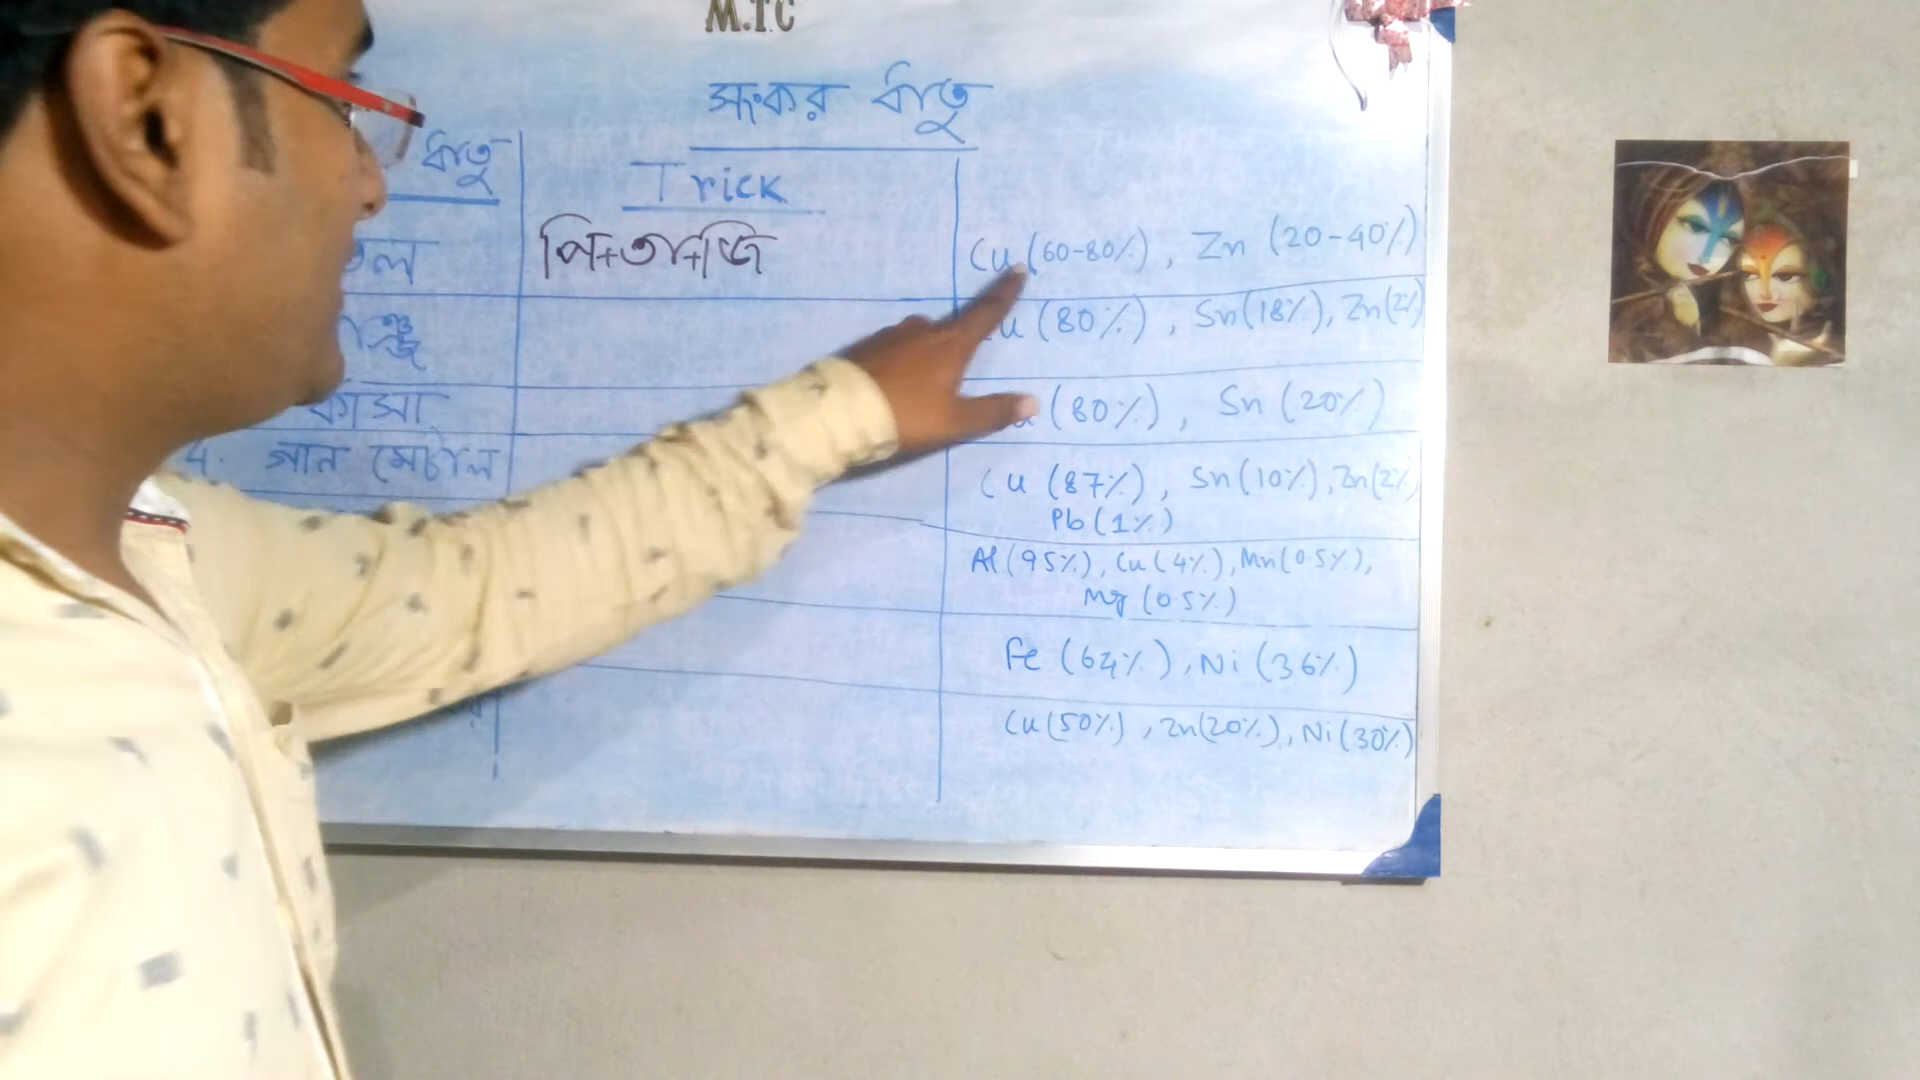 M.T.C
সংকর ধাতু
ধাতু
Trick
তল
পি+তা+জি
Cu (60-80%), Zn (20-40%)
ঞ্জ
u (80%), Sn(18%), Zn(2%)
কাসা
(80%), Sn (20%)
4. গান মেটাল
Cu (87%), Sn(10%), Zn(2%)
Pb(1%)
Al(95%), Cu(4%), Mn(0.5%),
Mg (0.5%)
Fe (64%), Ni (36%)
Cu(50%), Zn(20%), Ni(30%)